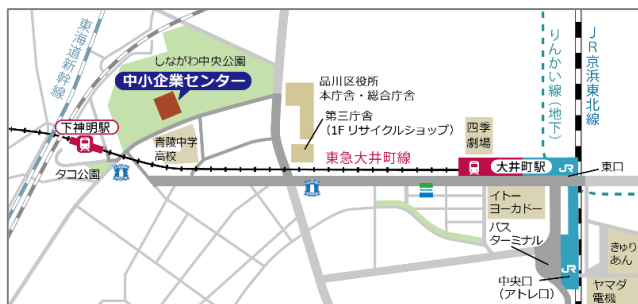 東海道新幹線
しながわ中央公園
中小企業センター
下神明駅
タコ公園
青陵中学
高校
品川区役所
本庁舎・総合庁舎
第三庁舎
（1F リサイクルショップ）
東急大井町線
四季
劇場
りんかい線（地下）
ＪＲ京浜東北線
大井町駅
JR
東口
イトー
ヨーカドー
バス
ターミナル
中央口
（アトレ口）
JR
きゅり
あん
ヤマダ
電機